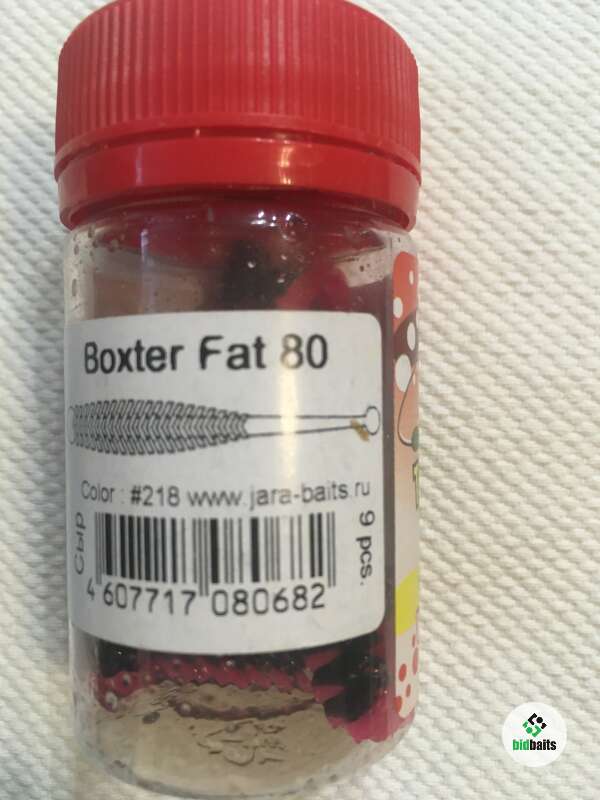 Boxter Fat 80
Color : #218 www.jara-baits.ru
Сыр
9 pcs.
4 607717 080682
bidbaits